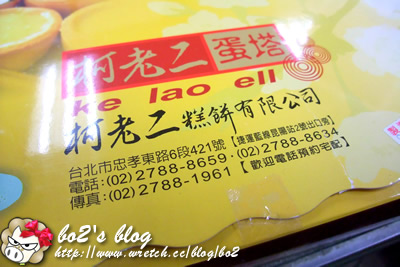 柯老二蛋塔
ke lao ell
柯老二糕餅有限公司
台北市忠孝東路6段421號【捷運藍線昆陽站2號出口旁】
電話：(02) 2788-8659・(02) 2788-8634
傳真：(02) 2788-1961【歡迎電話預約宅配】
bo2's blog
http://www.wretch.cc/blog/bo2